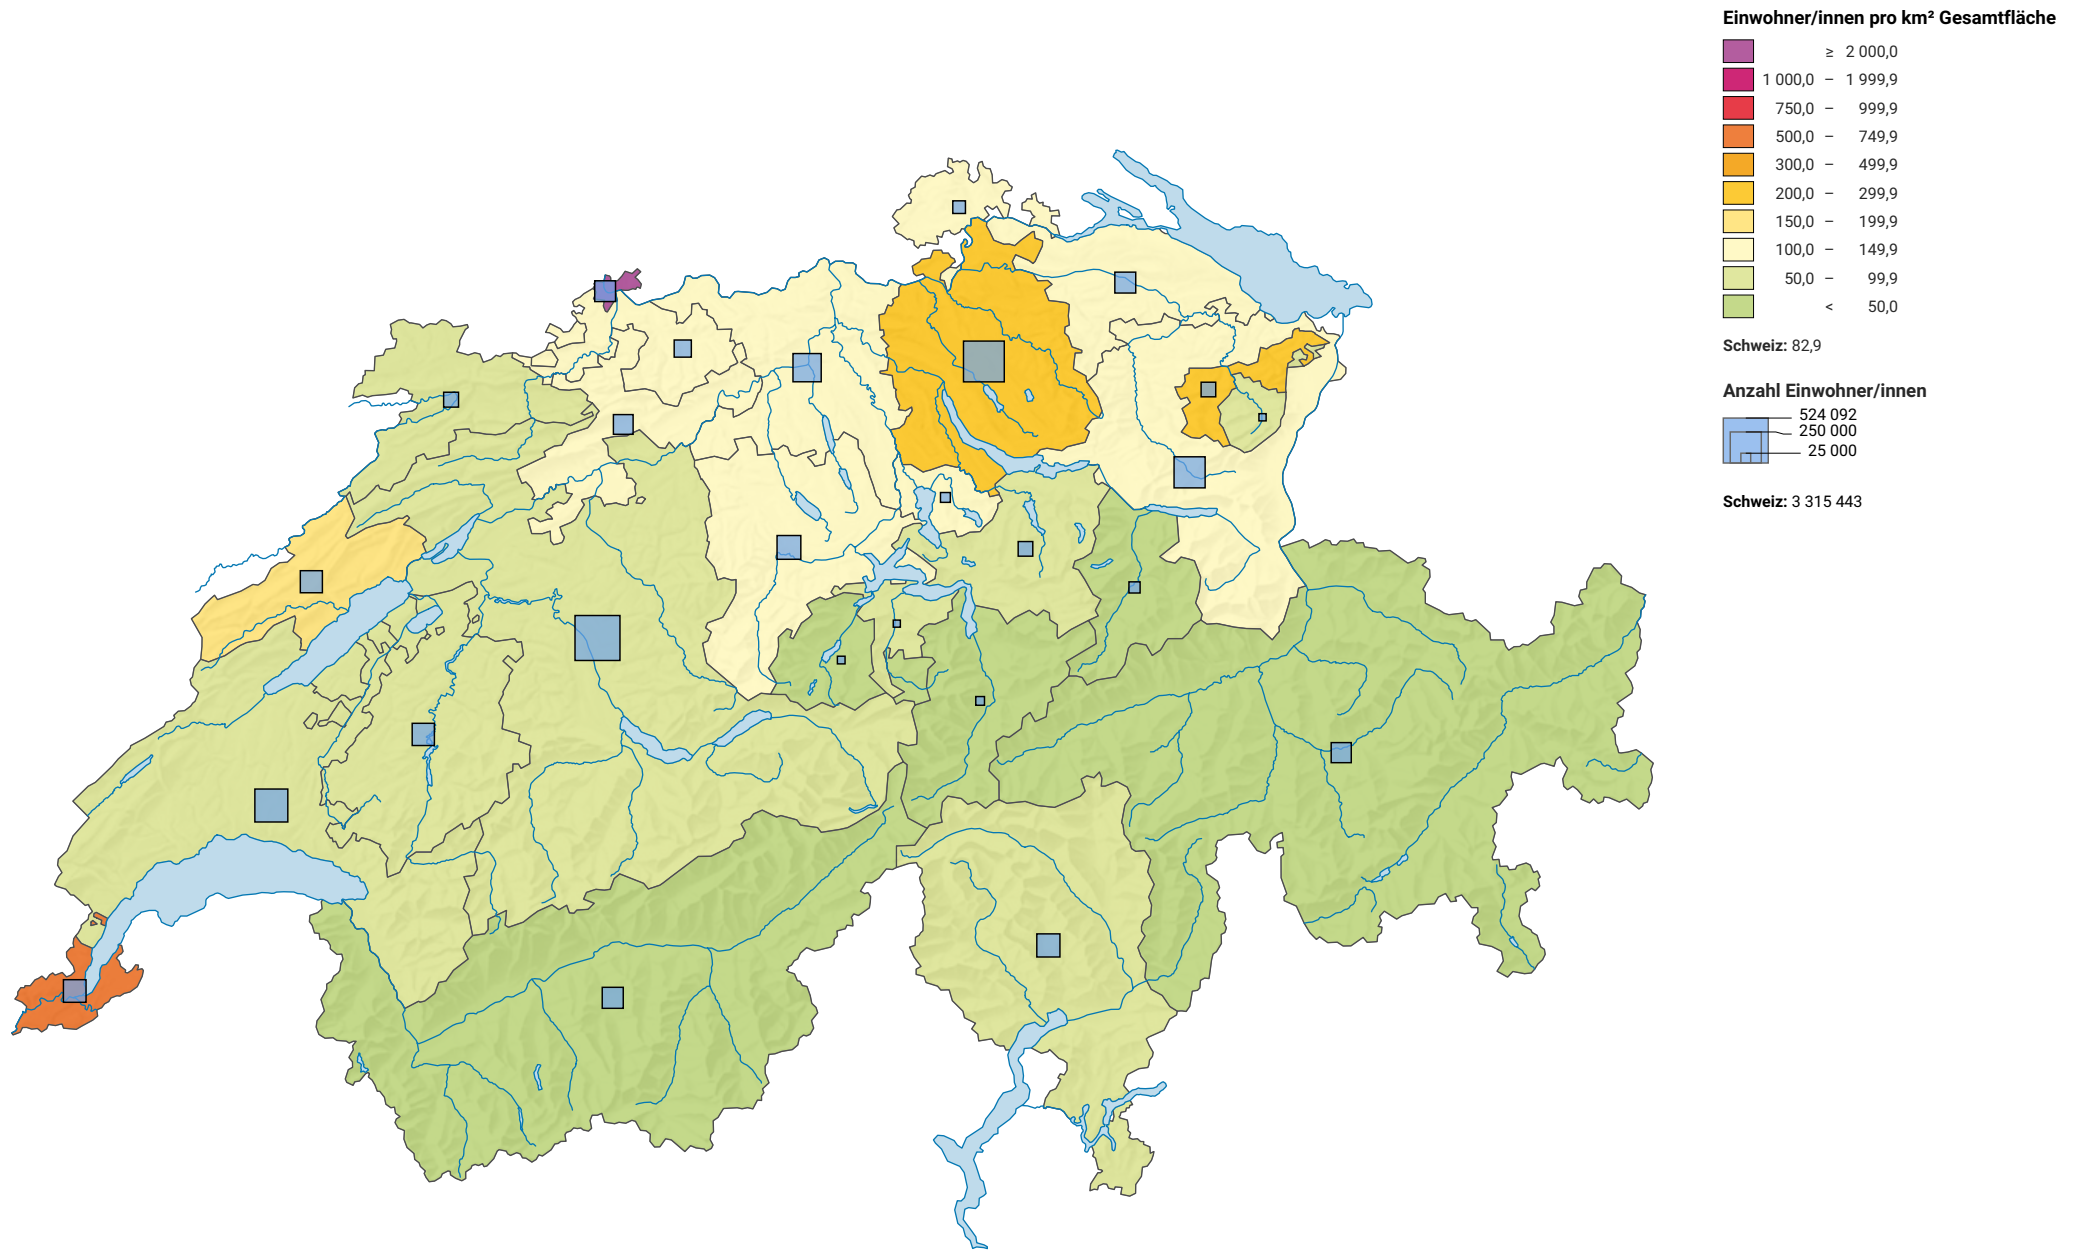 Einwohner/innen pro km² Gesamtfläche
≥ 2 000,0
1 000,0 – 1 999,9
750,0 – 999,9
500,0 – 749,9
300,0 – 499,9
200,0 – 299,9
150,0 – 199,9
100,0 – 149,9
50,0 – 99,9
< 50,0
Schweiz: 82,9
Anzahl Einwohner/innen
524 092
250 000
25 000
Schweiz: 3 315 443